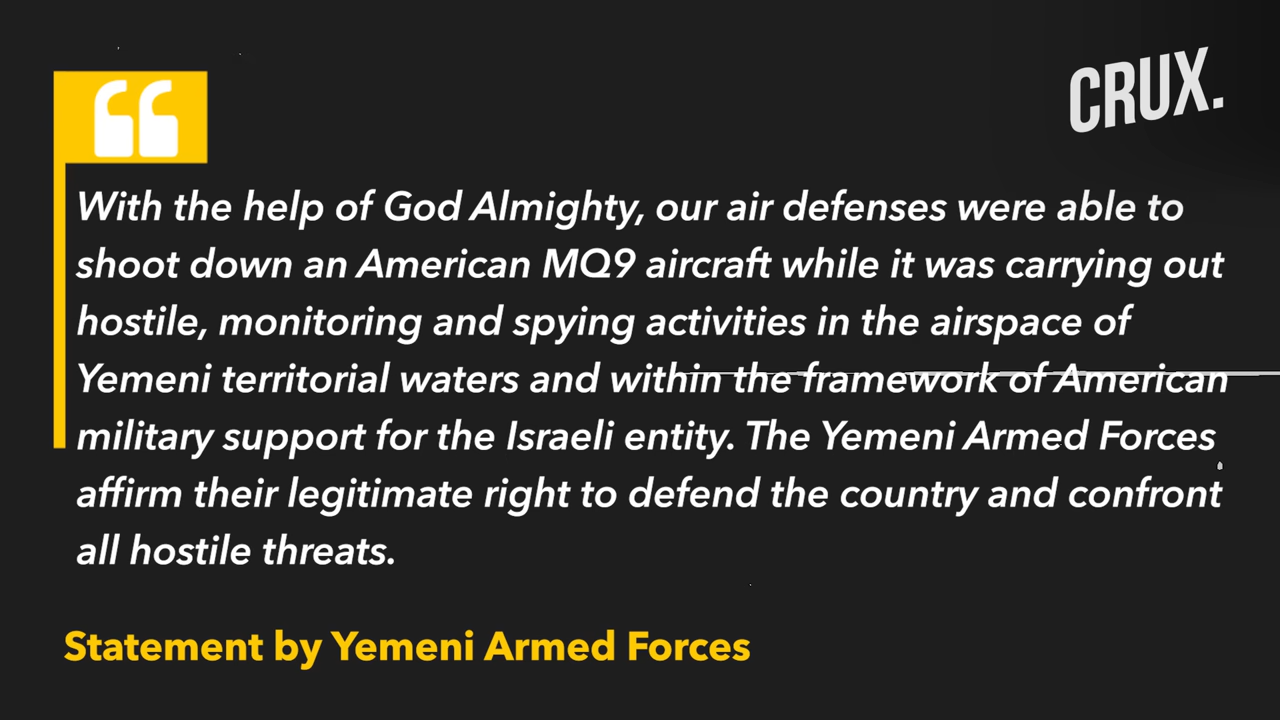 CRUX.
With the help of God Almighty, our air defenses were able to
shoot down an American MQ9 aircraft while it was carrying out
hostile, monitoring and spying activities in the airspace of
Yemeni territorial waters and within the framework of American
military support for the Israeli entity. The Yemeni Armed Forces
affirm their legitimate right to defend the country and confront
all hostile threats.
Statement by Yemeni Armed Forces